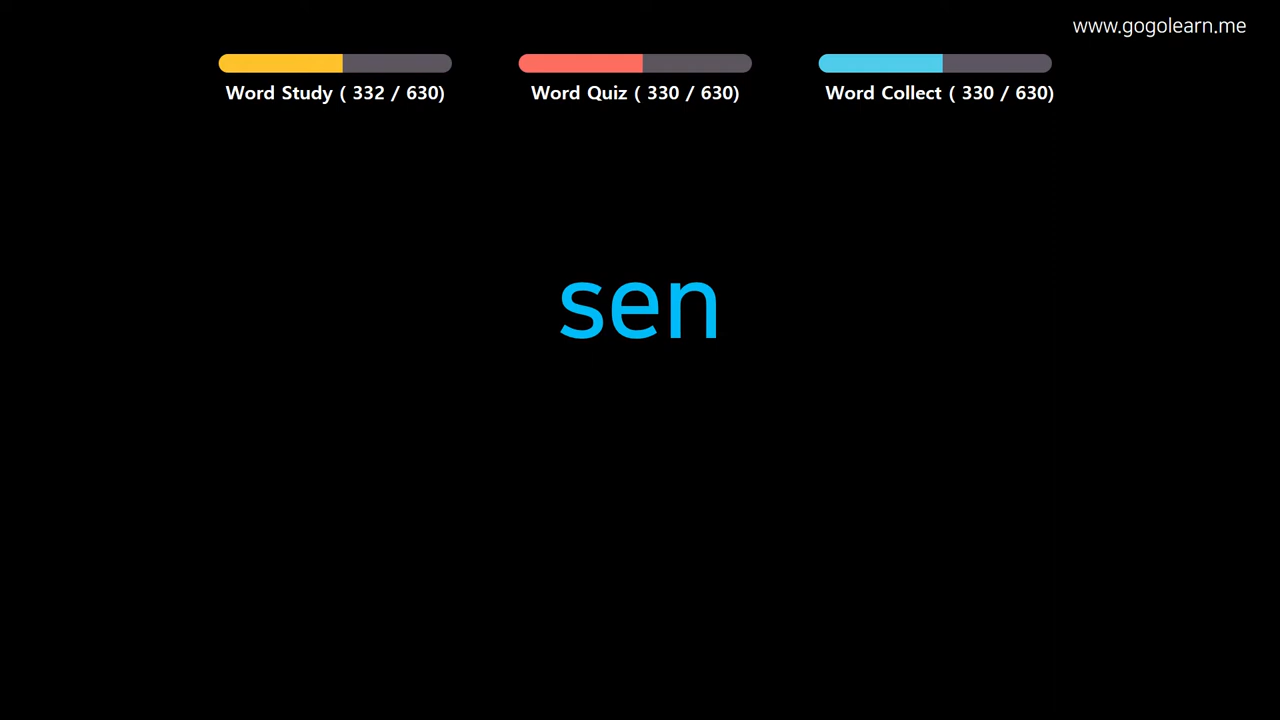 www.gogolearn.me
Word Study ( 332 / 630)
Word Quiz ( 330 / 630)
Word Collect ( 330 / 630)
sen